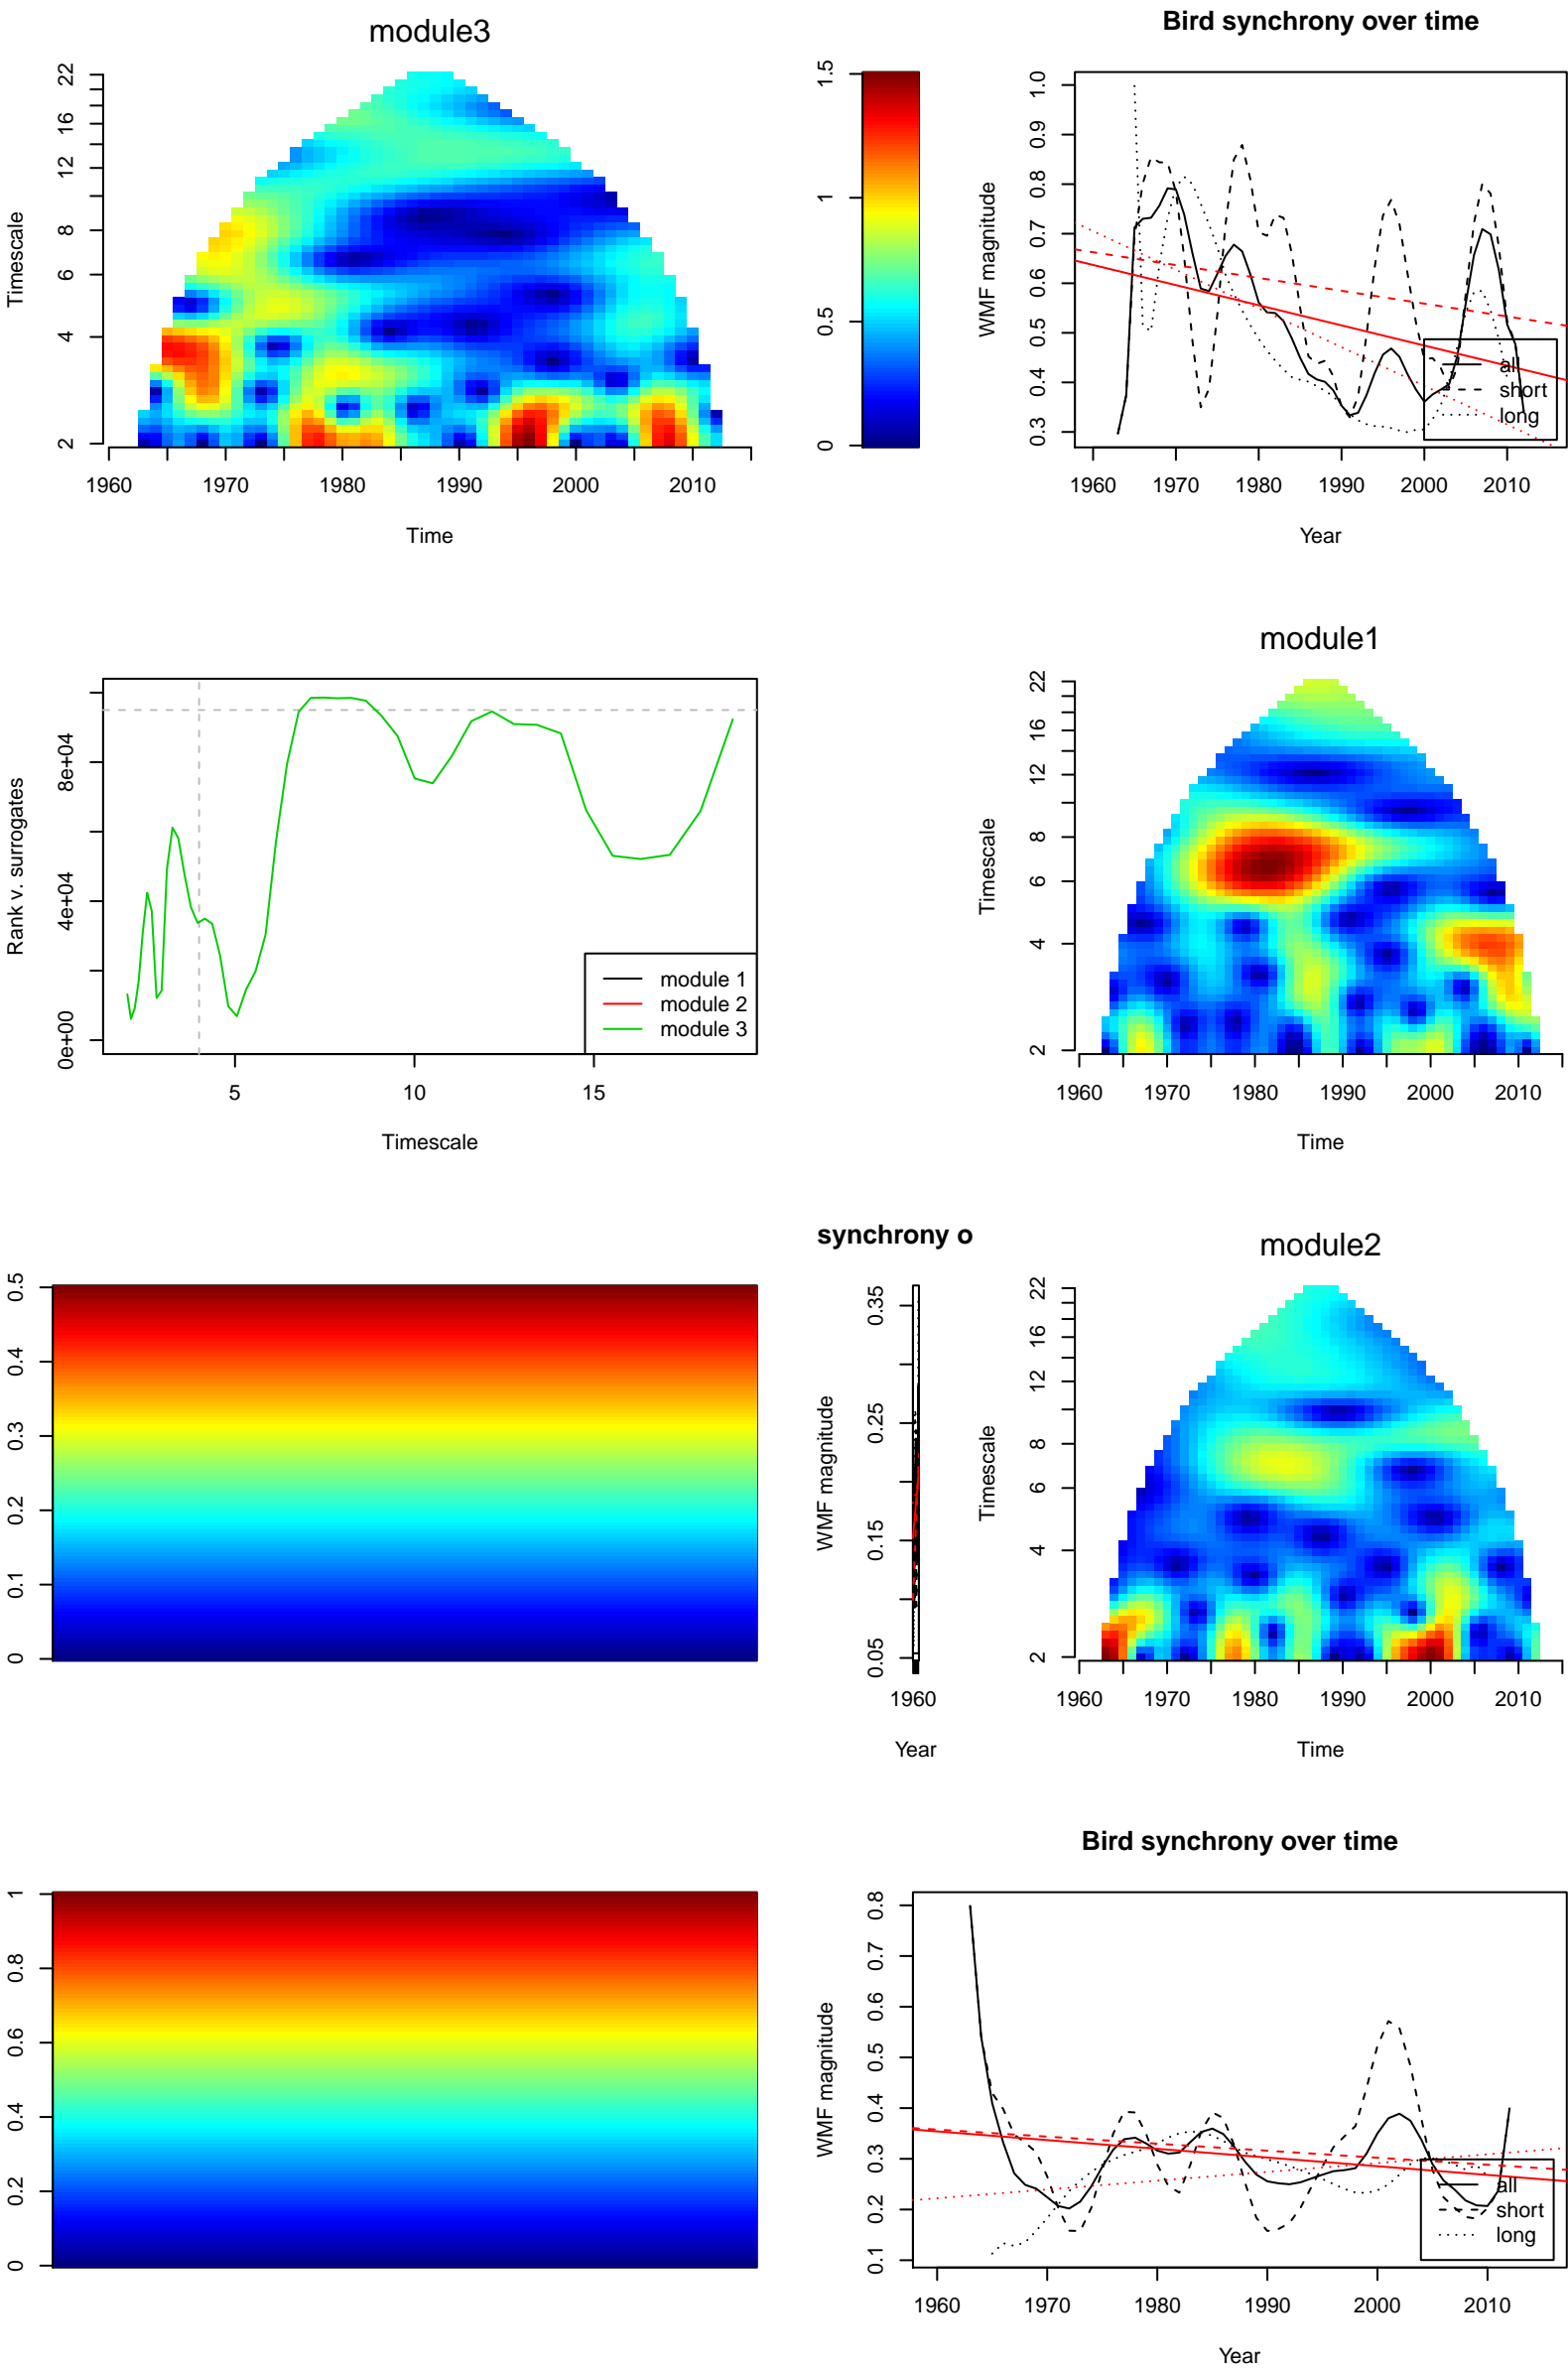 module3
Timescale
22
16
12
8
6
4
2
1960 1970 1980 1990 2000 2010
Time
1.5
1
0.5
0
Bird synchrony over time
WMF magnitude
1.0
0.9
0.8
0.7
0.6
0.5
0.4
0.3
all
short
long
1960 1970 1980 1990 2000 2010
Year
Rank v. surrogates
8e+04
4e+04
0e+00
module 1
module 2
module 3
5 10 15
Timescale
module1
Timescale
22
16
12
8
6
4
2
1960 1970 1980 1990 2000 2010
Time
0.5
0.4
0.3
0.2
0.1
0
synchrony o
WMF magnitude
0.35
0.25
0.15
0.05
1960
Year
module2
Timescale
22
16
12
8
6
4
2
1960 1970 1980 1990 2000 2010
Time
1
0.8
0.6
0.4
0.2
0
Bird synchrony over time
WMF magnitude
0.8
0.7
0.6
0.5
0.4
0.3
0.2
0.1
all
short
long
1960 1970 1980 1990 2000 2010
Year